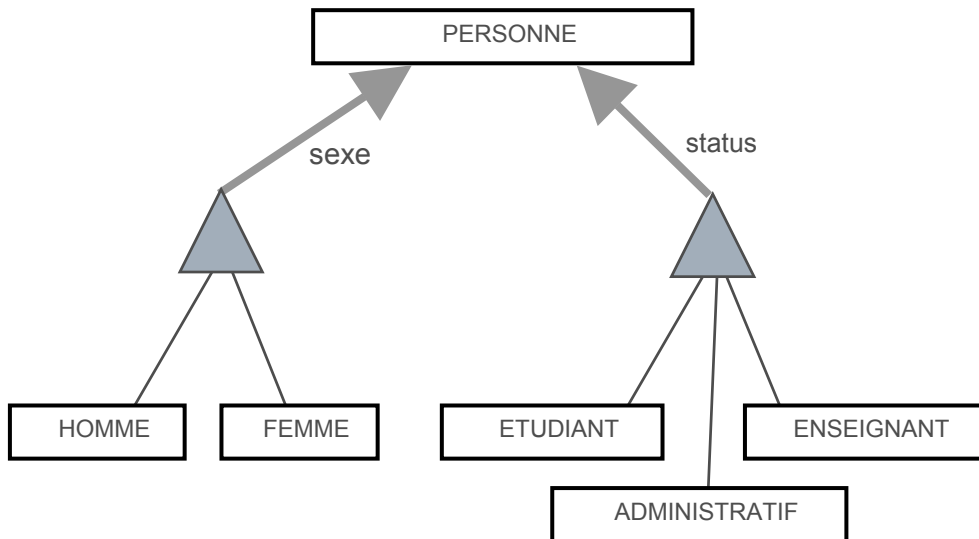 PERSONNE
sexe
status
HOMME
FEMME
ETUDIANT
ENSEIGNANT
ADMINISTRATIF